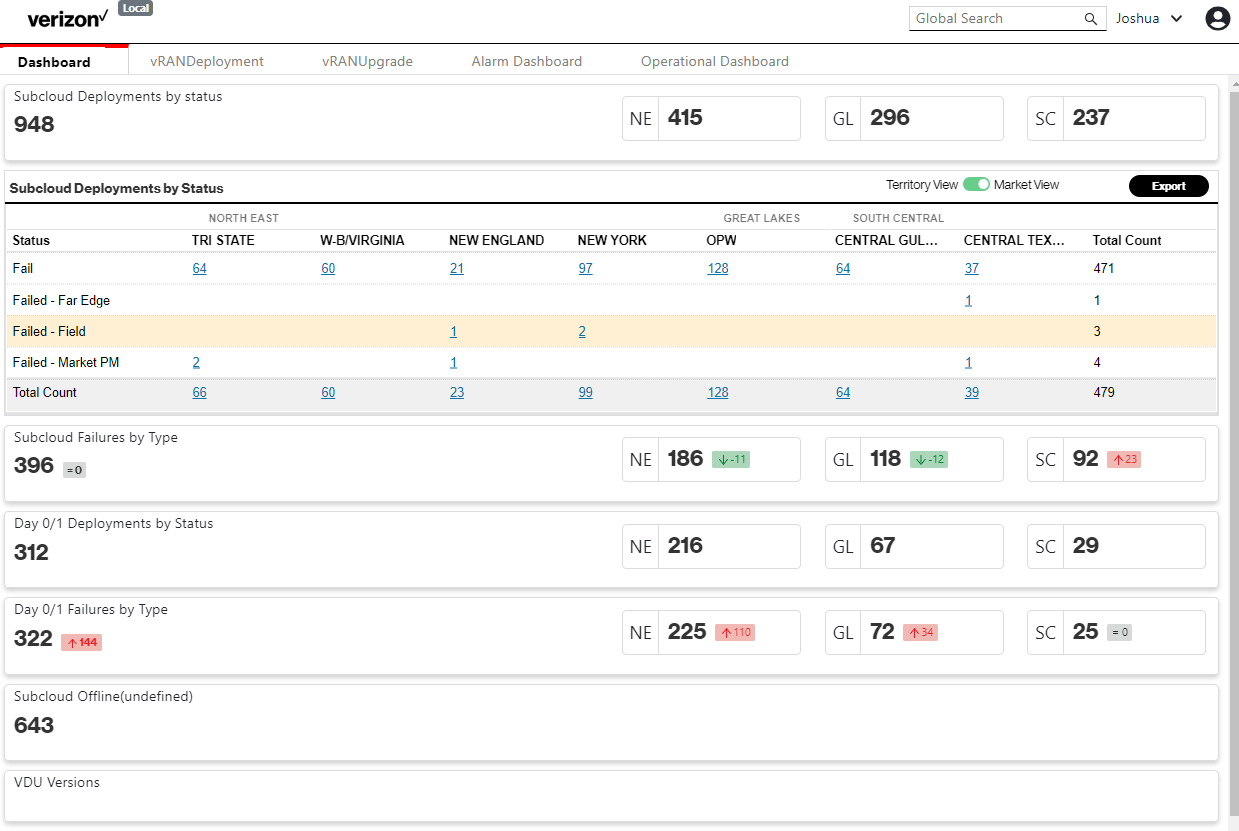 verizon✓ Local
Global Search Joshua
Dashboard vRANDeployment vRANUpgrade Alarm Dashboard Operational Dashboard
Subcloud Deployments by status
948 NE 415 GL 296 SC 237
Subcloud Deployments by Status Territory View Market View Export
NORTH EAST GREAT LAKES SOUTH CENTRAL
Status TRI STATE W-B/VIRGINIA NEW ENGLAND NEW YORK OPW CENTRAL GUL... CENTRAL TEX... Total Count
Fail 64 60 21 97 128 64 37 471
Failed - Far Edge 1 1
Failed - Field 1 2 3
Failed - Market PM 2 1 1 4
Total Count 66 60 23 99 128 64 39 479
Subcloud Failures by Type
396 =0 NE 186 ↓-11 GL 118 ↓-12 SC 92 ↑23
Day 0/1 Deployments by Status
312 NE 216 GL 67 SC 29
Day 0/1 Failures by Type
322 ↑144 NE 225 ↑110 GL 72 ↑34 SC 25 =0
Subcloud Offline(undefined)
643
VDU Versions